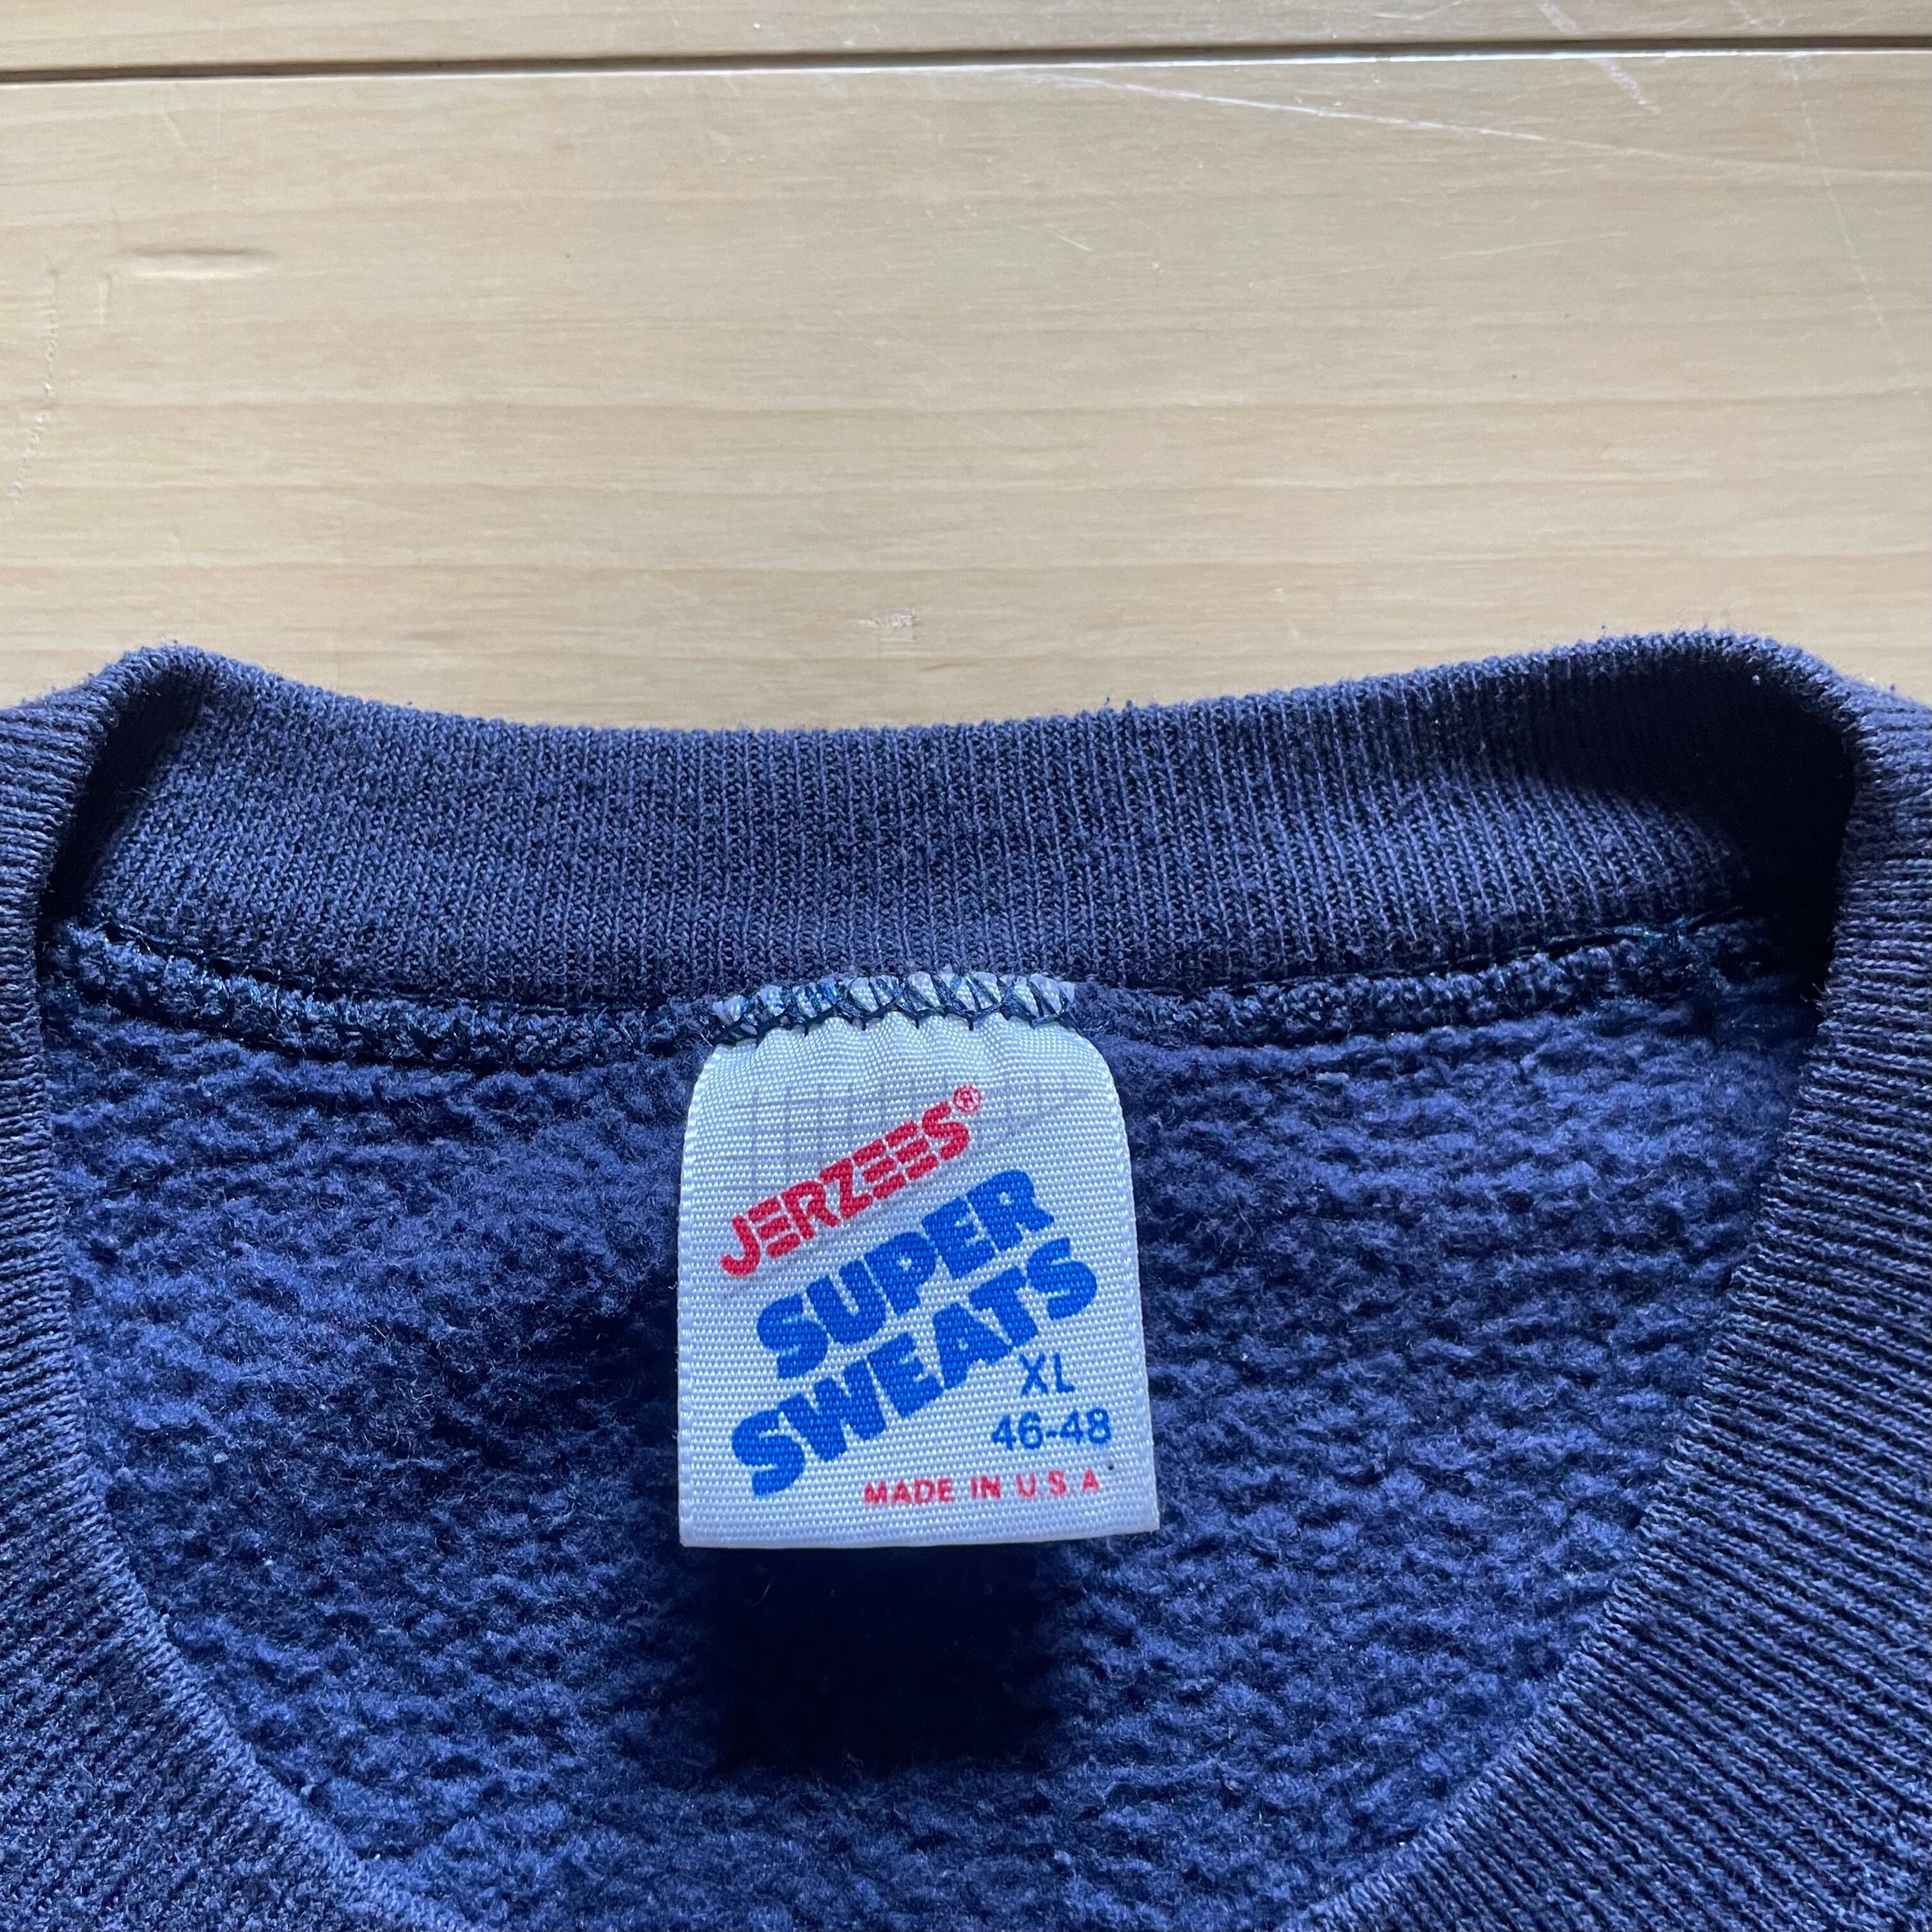 JERZEES®
SUPER
SWEATS
XL
46-48
MADE IN U.S.A.